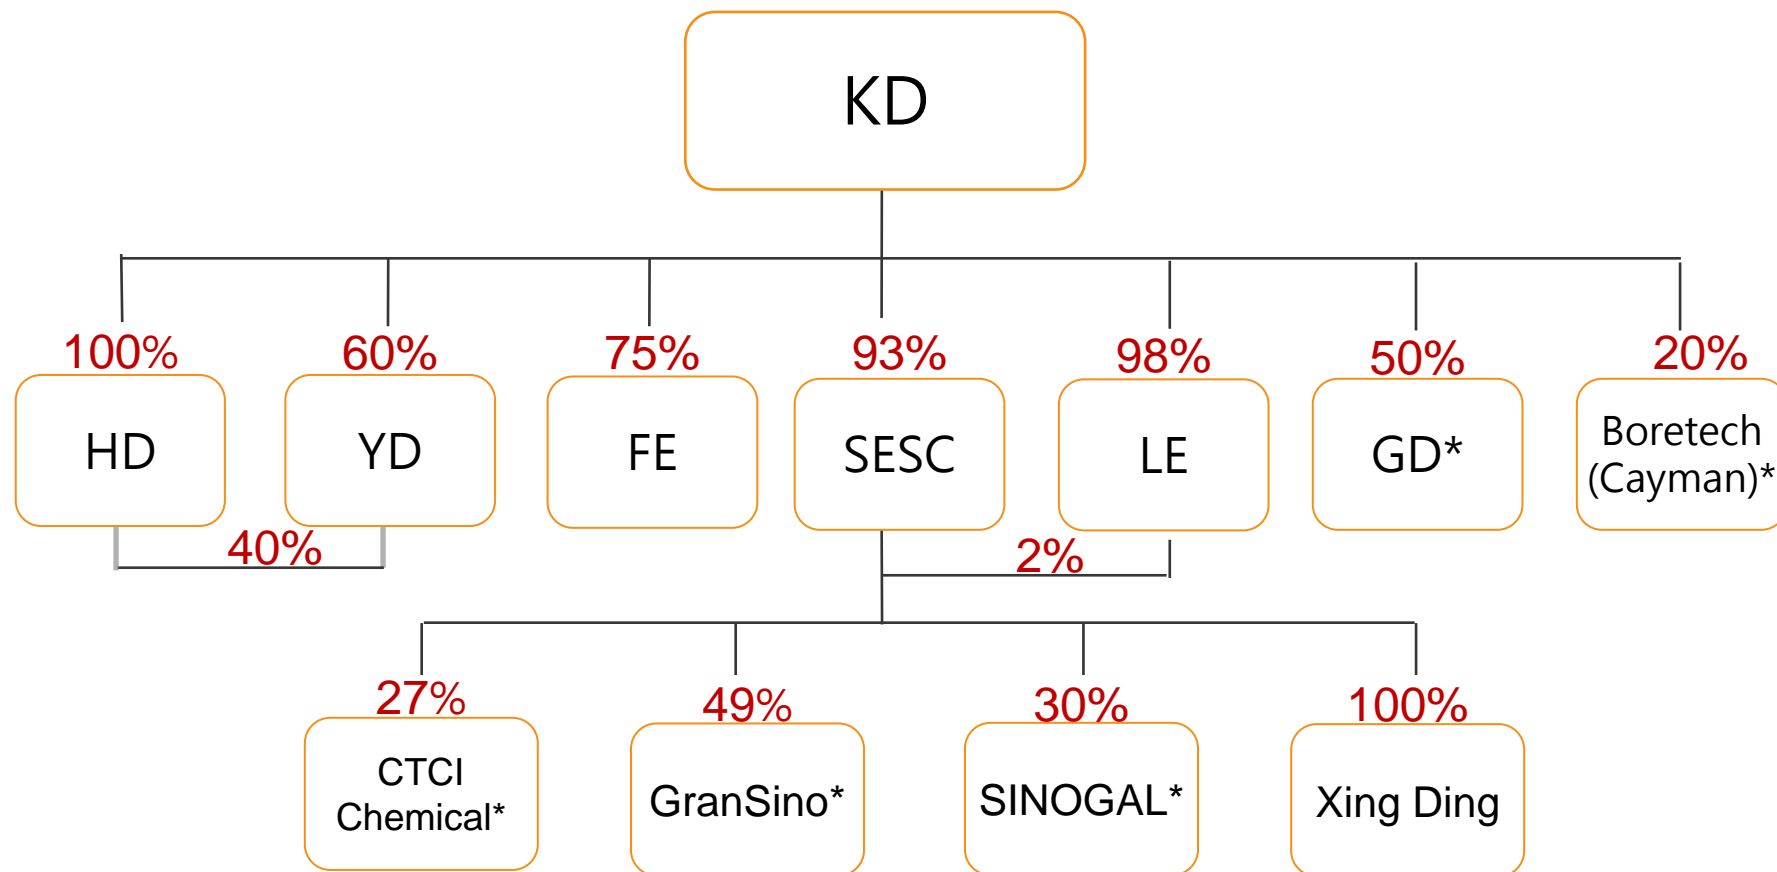 KD
100%
60%
75%
93%
98%
50%
20%
HD
YD
FE
SESC
LE
GD*
Boretech
(Cayman)*
40%
2%
27%
49%
30%
100%
CTCI
Chemical*
GranSino*
SINOGAL*
Xing Ding